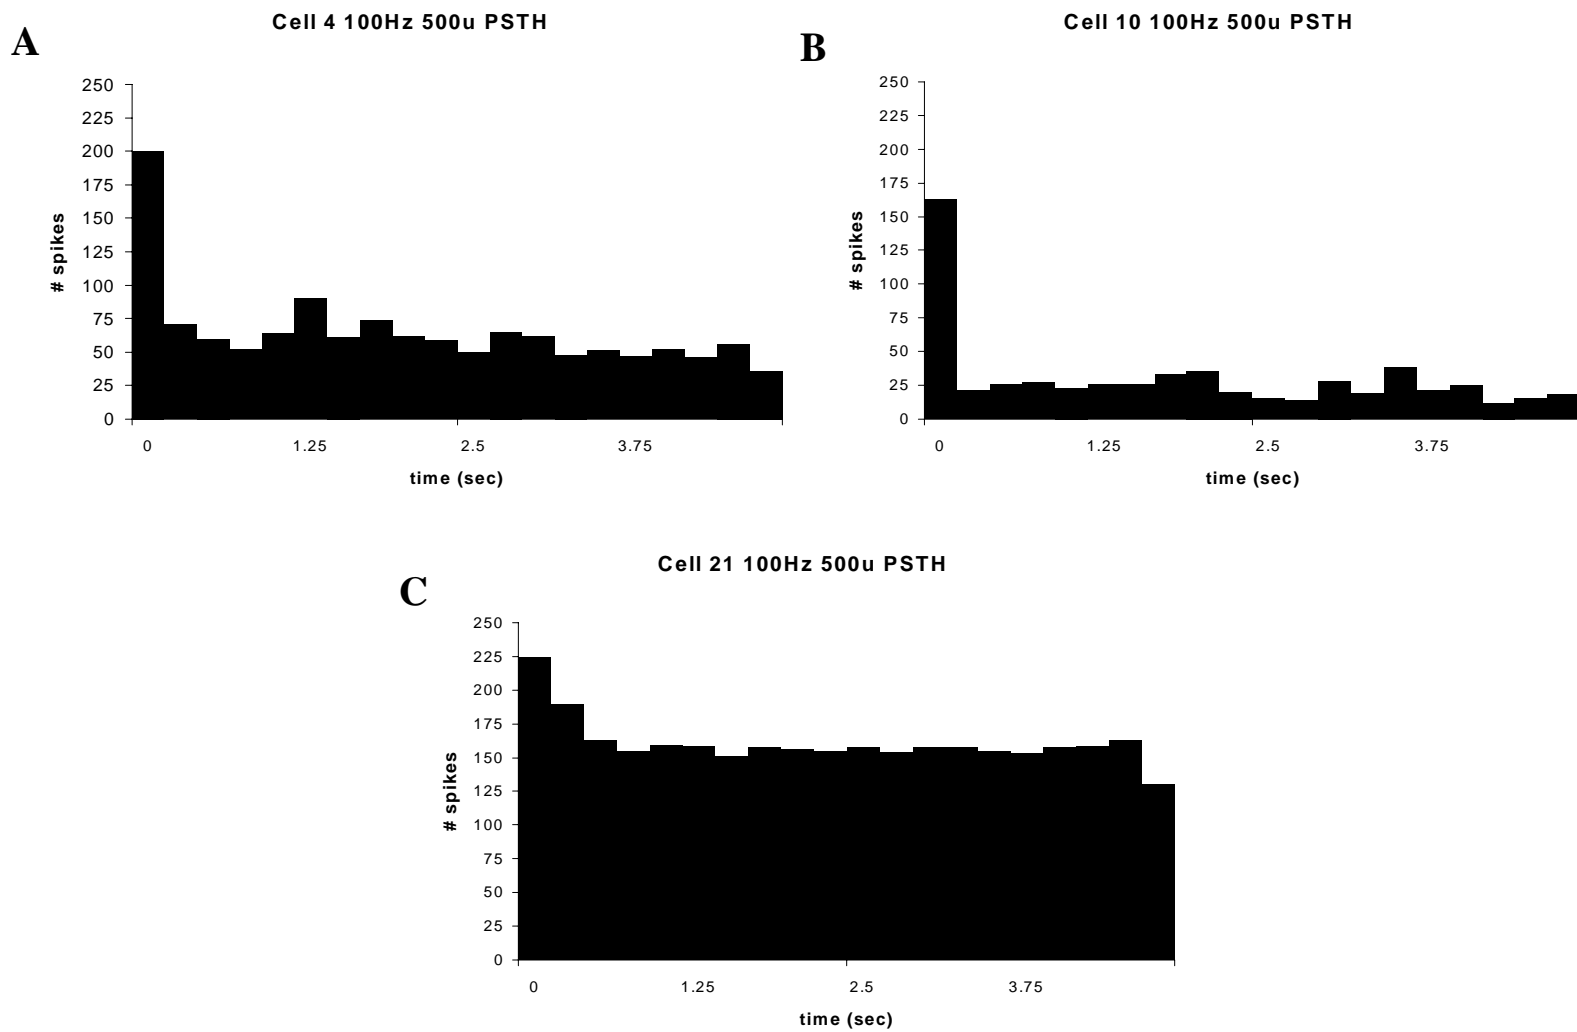 Cell 4 100Hz 500u PSTH
A
250
225
200
175
150
125
100
75
50
25
0
# spikes
0 1.25 2.5 3.75
time (sec)
Cell 10 100Hz 500u PSTH
B
250
225
200
175
150
125
100
75
50
25
0
# spikes
0 1.25 2.5 3.75
time (sec)
Cell 21 100Hz 500u PSTH
C
250
225
200
175
150
125
100
75
50
25
0
# spikes
0 1.25 2.5 3.75
time (sec)